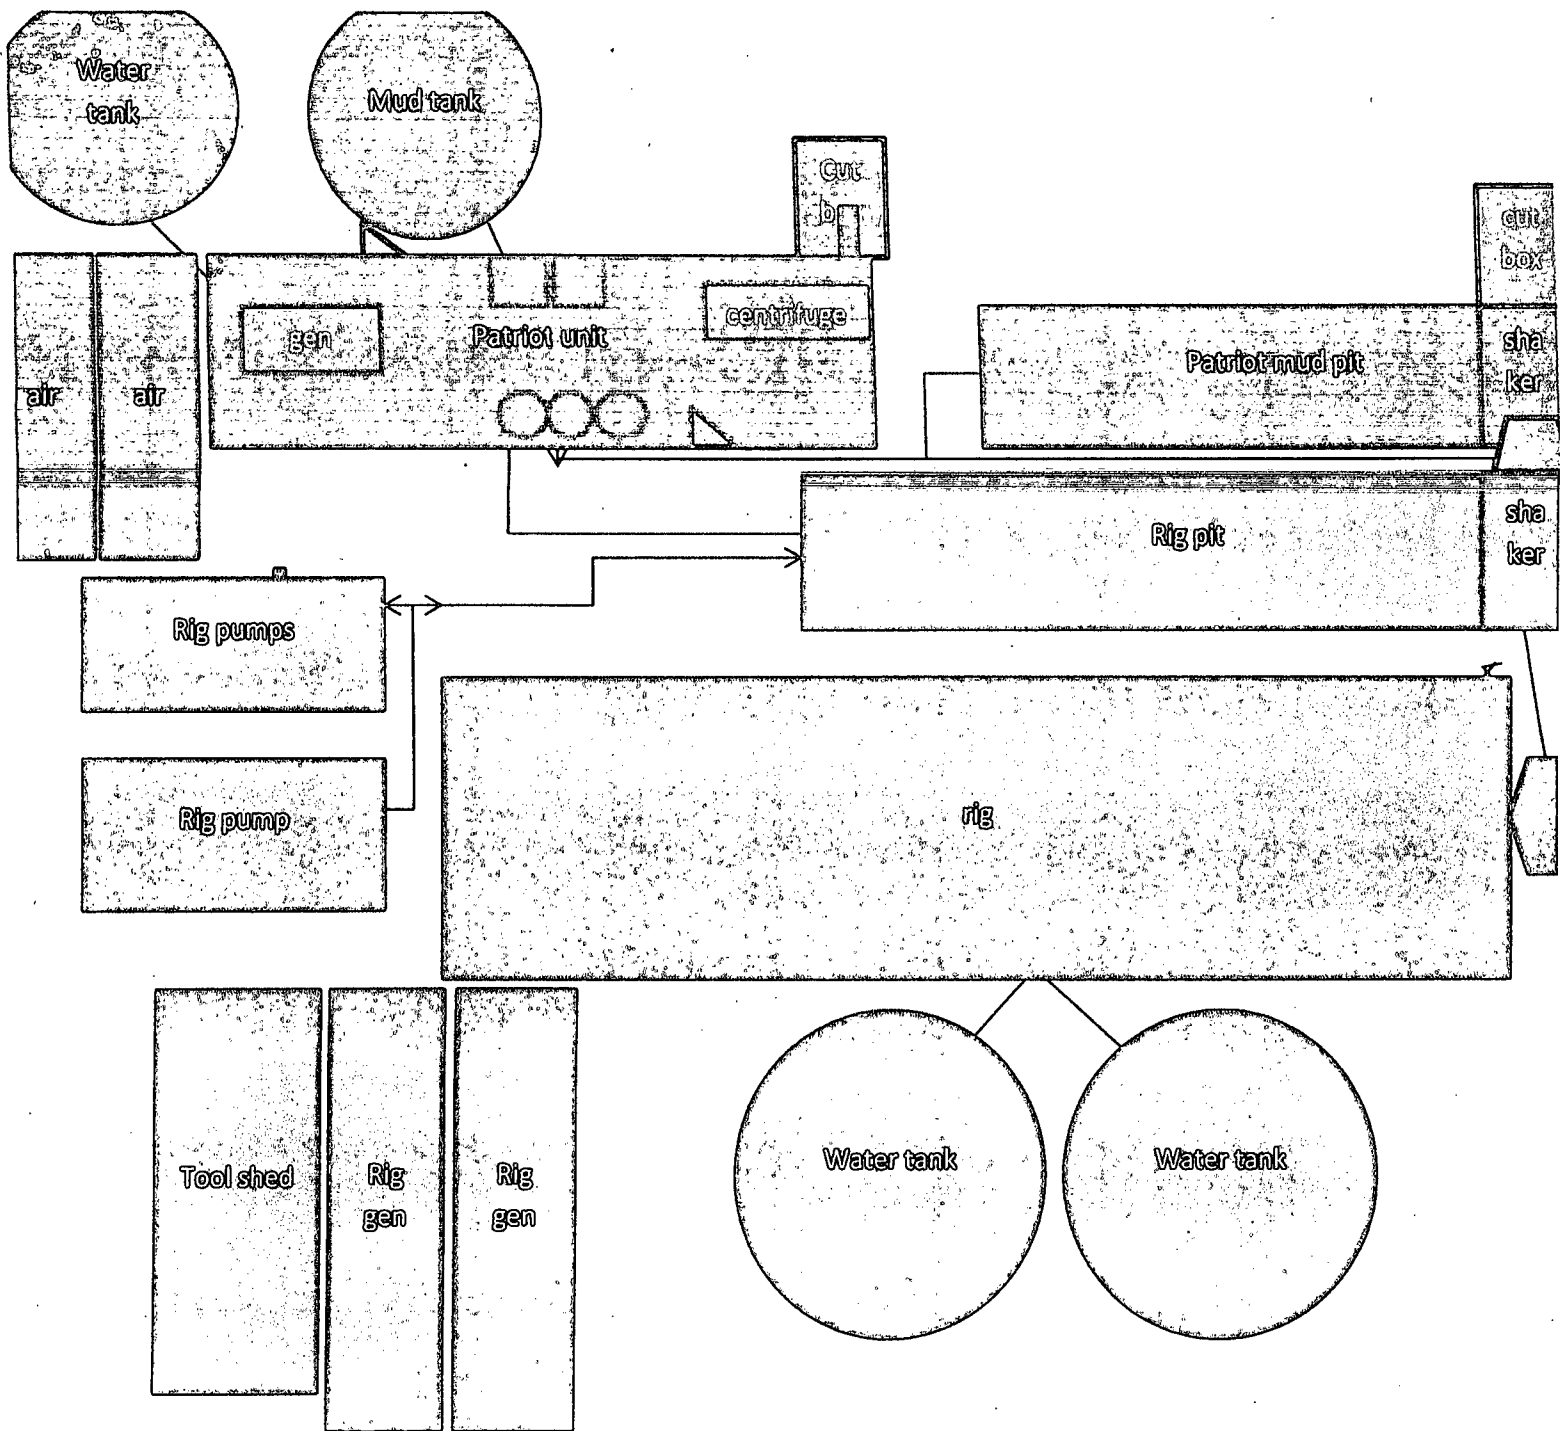 Water
tank
Mud tank
Cut
b
cut
box
gen
Patriot unit
centrifuge
air
air
Patriot mud pit
sha
ker
Rig pit
sha
ker
Rig pumps
Rig pump
rig
Tool shed
Rig
gen
Rig
gen
Water tank
Water tank